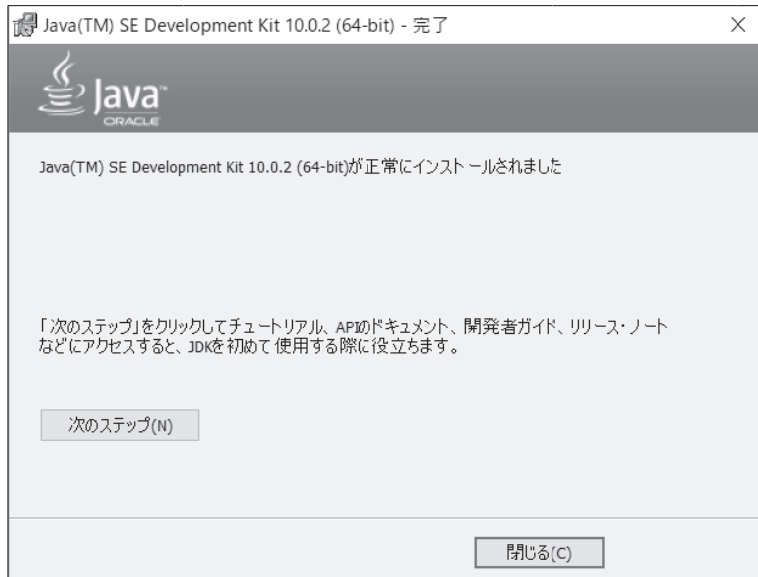 Java(TM) SE Development Kit 10.0.2 (64-bit) - 完了
Java™
ORACLE
Java(TM) SE Development Kit 10.0.2 (64-bit)が正常にインストールされました
「次のステップ」をクリックしてチュートリアル、APIのドキュメント、開発者ガイド、リリース・ノート
などにアクセスすると、JDKを初めて使用する際に役立ちます。
次のステップ(N)
閉じる(C)